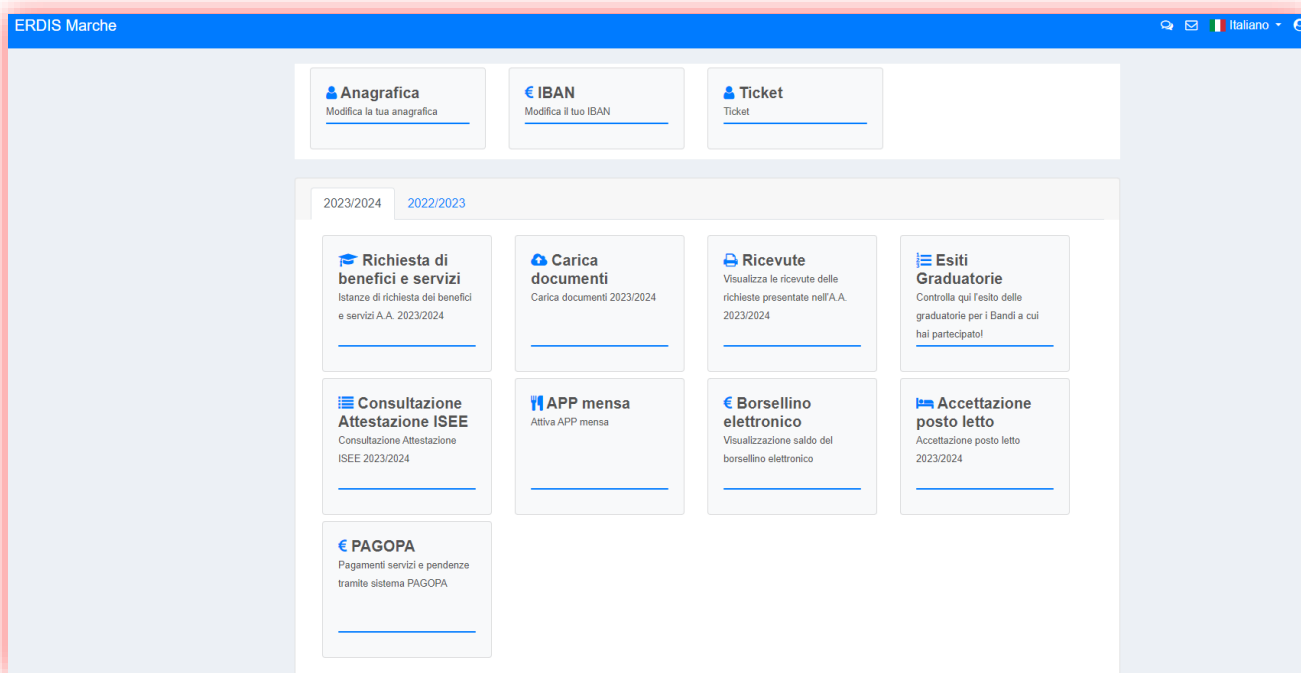 ERDIS Marche
Italiano
Anagrafica
Modifica la tua anagrafica
€ IBAN
Modifica il tuo IBAN
Ticket
Ticket
2023/2024
2022/2023
Richiesta di
benefici e servizi
Istanze di richiesta dei benefici
e servizi A.A. 2023/2024
Carica
documenti
Carica documenti 2023/2024
Ricevute
Visualizza le ricevute delle
richieste presentate nell'A.A.
2023/2024
Esiti
Graduatorie
Controlla qui l'esito delle
graduatorie per i Bandi a cui
hai partecipato!
Consultazione
Attestazione ISEE
Consultazione Attestazione
ISEE 2023/2024
APP mensa
Attiva APP mensa
€ Borsellino
elettronico
Visualizzazione saldo del
borsellino elettronico
Accettazione
posto letto
Accettazione posto letto
2023/2024
€ PAGOPA
Pagamenti servizi e pendenze
tramite sistema PAGOPA